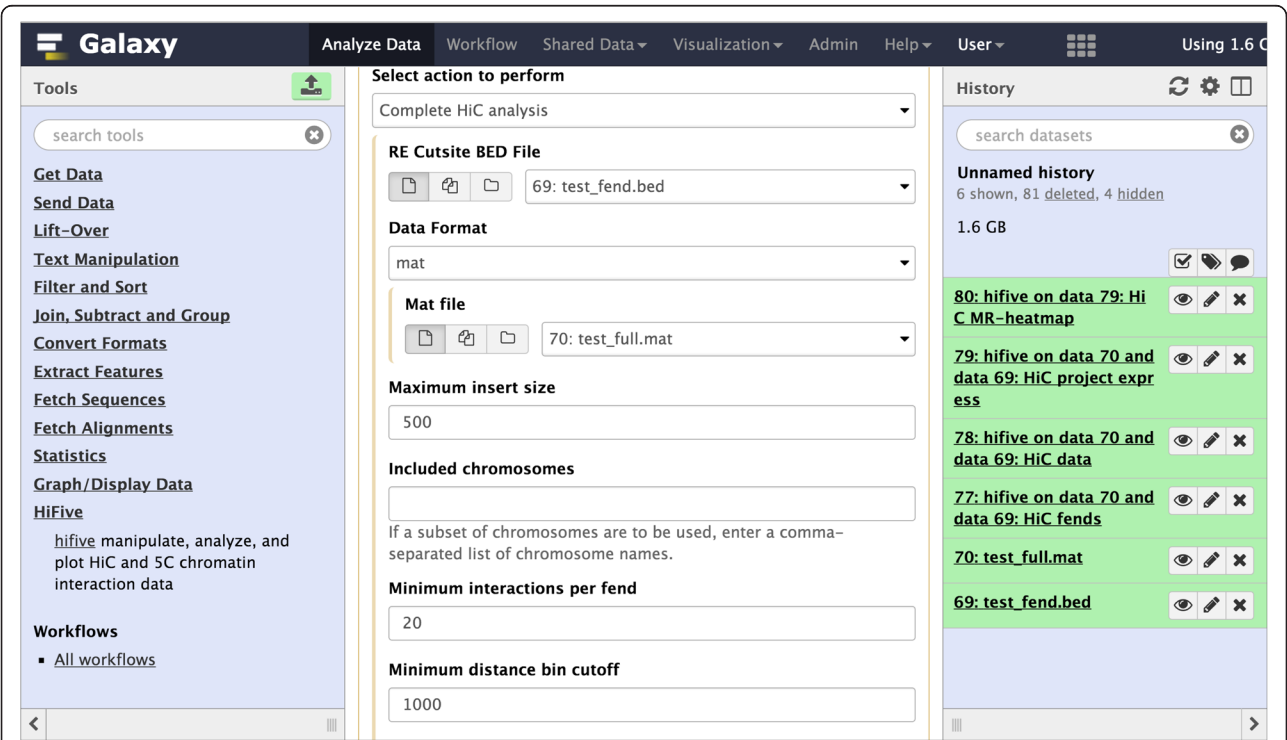 Galaxy
Analyze Data Workflow Shared Data Visualization Admin Help User Using 1.6
Tools
search tools
Get Data
Send Data
Lift-Over
Text Manipulation
Filter and Sort
Join, Subtract and Group
Convert Formats
Extract Features
Fetch Sequences
Fetch Alignments
Statistics
Graph/Display Data
HiFive
hifive manipulate, analyze, and
plot HiC and 5C chromatin
interaction data
Workflows
All workflows
Select action to perform
Complete HiC analysis
RE Cutsite BED File
69: test_fend.bed
Data Format
mat
Mat file
70: test_full.mat
Maximum insert size
500
Included chromosomes
If a subset of chromosomes are to be used, enter a comma-
separated list of chromosome names.
Minimum interactions per fend
20
Minimum distance bin cutoff
1000
History
search datasets
Unnamed history
6 shown, 81 deleted, 4 hidden
1.6 GB
80: hifive on data 79: Hi
C MR-heatmap
79: hifive on data 70 and
data 69: HiC project expr
ess
78: hifive on data 70 and
data 69: HiC data
77: hifive on data 70 and
data 69: HiC fends
70: test_full.mat
69: test_fend.bed